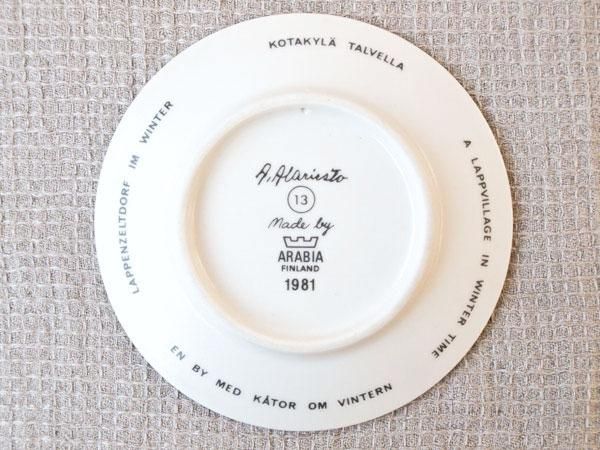 KOTAKYLÄ TALVELLA
A LAPPVILLAGE IN WINTER TIME
EN BY MED KÅTOR OM VINTERN
LAPPENZELTDORF IM WINTER
A. Alariesto
13
Made by
ARABIA
FINLAND
1981